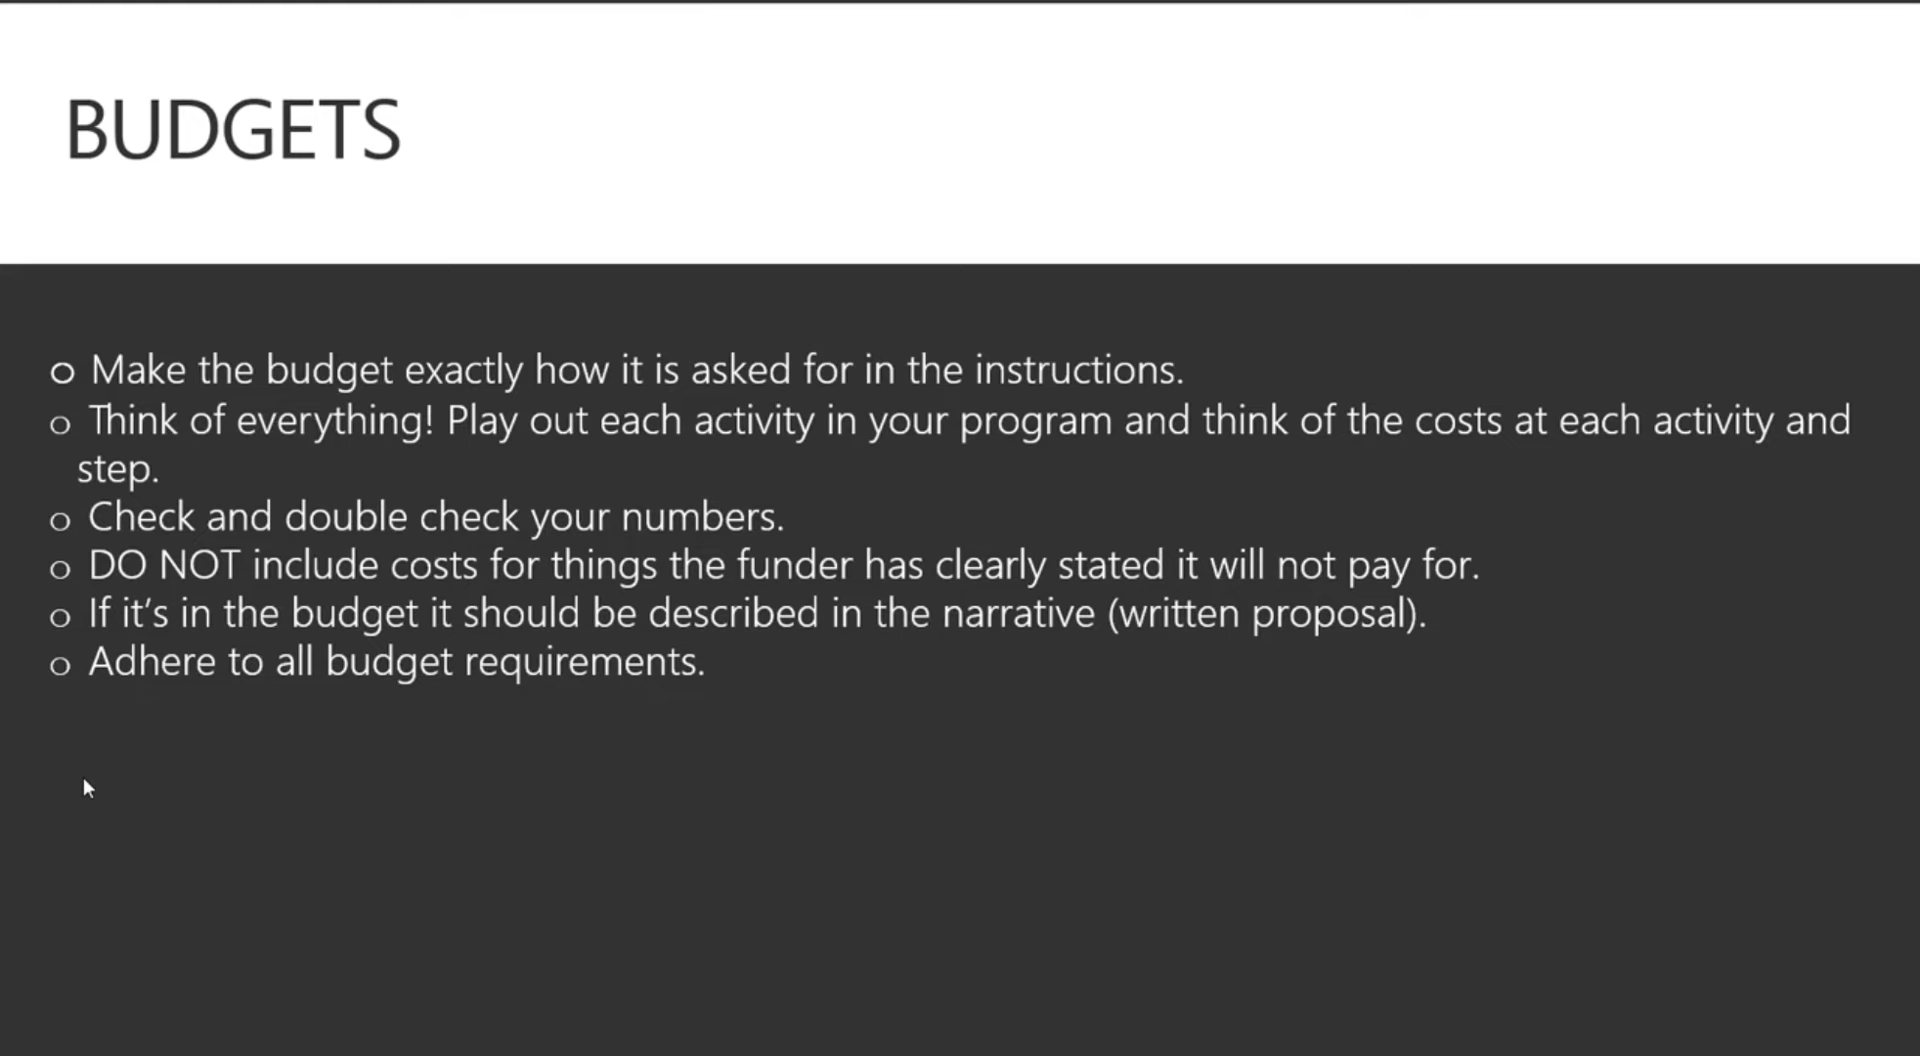 BUDGETS
o Make the budget exactly how it is asked for in the instructions.
o Think of everything! Play out each activity in your program and think of the costs at each activity and
step.
o Check and double check your numbers.
o DO NOT include costs for things the funder has clearly stated it will not pay for.
o If it’s in the budget it should be described in the narrative (written proposal).
o Adhere to all budget requirements.